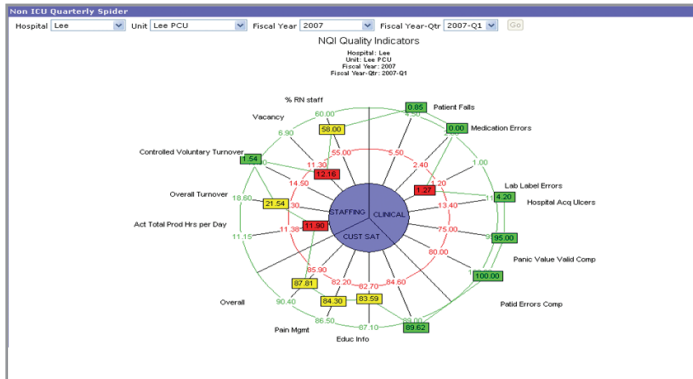 Non ICU Quarterly Spider
Hospital Lee Unit Lee PCU Fiscal Year 2007 Fiscal Year-Qtr 2007-Q1 Go
NQI Quality Indicators
Hospital: Lee
Unit: Lee PCU
Fiscal Year: 2007
Fiscal Year-Qtr: 2007-Q1
% RN staff
60.00
0.85
Patient Falls
4.50
Vacancy
58.00
0.00
Medication Errors
6.90
Controlled Voluntary Turnover
55.00
5.50
1.54
11.30
2.40
1.00
12.16
14.50
1.20
Lab Label Errors
1.27
Overall Turnover
18.60
4.20
Hospital Acq Ulcers
21.54
13.40
STAFFING
CLINICAL
Act Total Prod Hrs per Day
11.90
11.38
75.00
11.15
95.00
CUST SAT
80.00
Panic Value Valid Comp
85.90
100.00
87.81
82.20
82.70
84.60
Overall
90.40
84.30
83.59
Patid Errors Comp
86.50
87.10
89.62
Pain Mgmt
Educ Info